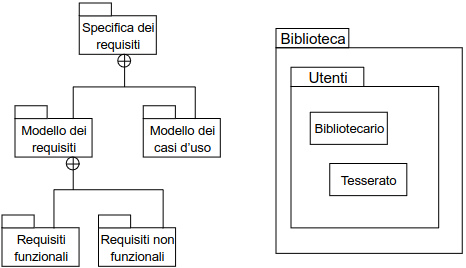 Specifica dei
requisiti
Modello dei
requisiti
Modello dei
casi d'uso
Requisiti
funzionali
Requisiti non
funzionali
Biblioteca
Utenti
Bibliotecario
Tesserato